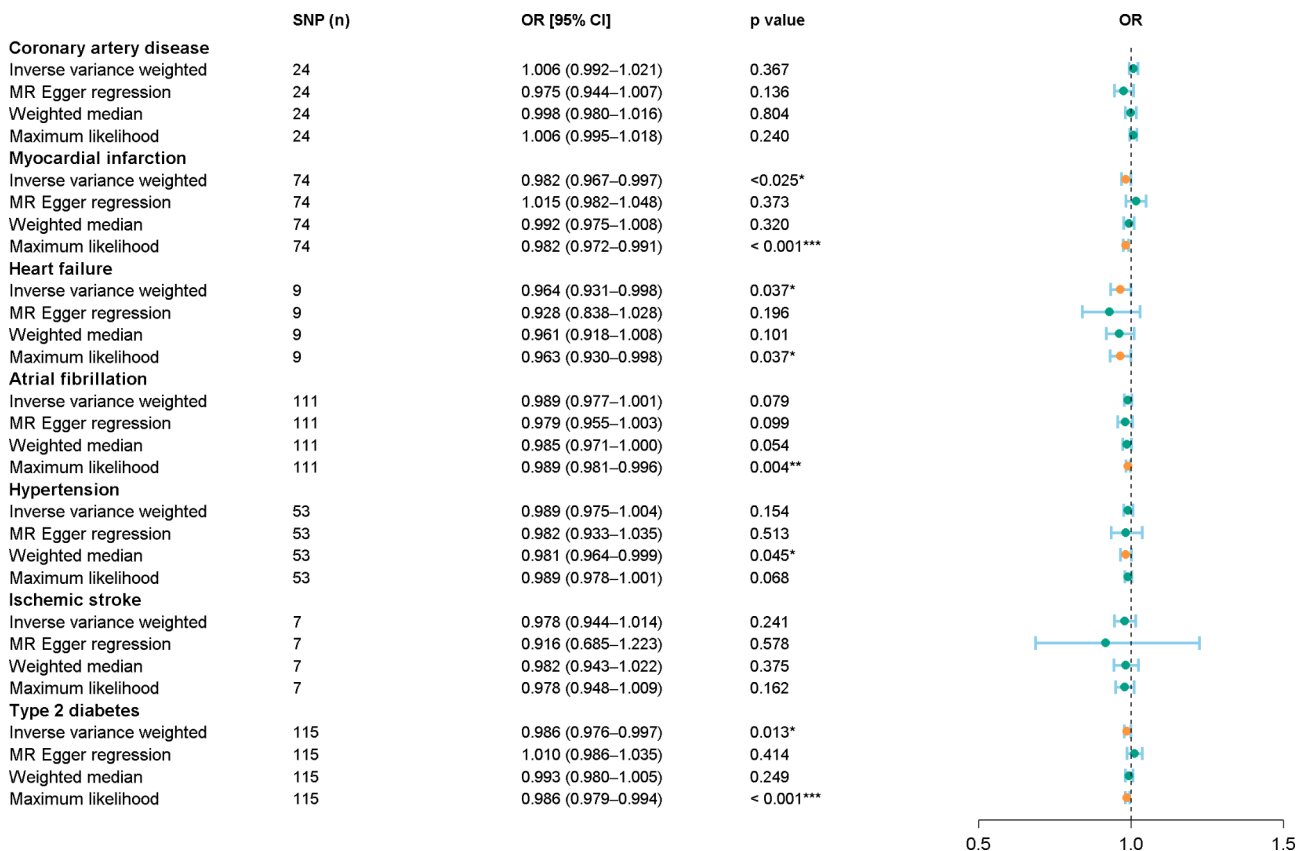 SNP (n) OR [95% CI] p value OR
Coronary artery disease
Inverse variance weighted 24 1.006 (0.992–1.021) 0.367
MR Egger regression 24 0.975 (0.944–1.007) 0.136
Weighted median 24 0.998 (0.980–1.016) 0.804
Maximum likelihood 24 1.006 (0.995–1.018) 0.240
Myocardial infarction
Inverse variance weighted 74 0.982 (0.967–0.997) <0.025*
MR Egger regression 74 1.015 (0.982–1.048) 0.373
Weighted median 74 0.992 (0.975–1.008) 0.320
Maximum likelihood 74 0.982 (0.972–0.991) < 0.001***
Heart failure
Inverse variance weighted 9 0.964 (0.931–0.998) 0.037*
MR Egger regression 9 0.928 (0.838–1.028) 0.196
Weighted median 9 0.961 (0.918–1.008) 0.101
Maximum likelihood 9 0.963 (0.930–0.998) 0.037*
Atrial fibrillation
Inverse variance weighted 111 0.989 (0.977–1.001) 0.079
MR Egger regression 111 0.979 (0.955–1.003) 0.099
Weighted median 111 0.985 (0.971–1.000) 0.054
Maximum likelihood 111 0.989 (0.981–0.996) 0.004**
Hypertension
Inverse variance weighted 53 0.989 (0.975–1.004) 0.154
MR Egger regression 53 0.982 (0.933–1.035) 0.513
Weighted median 53 0.981 (0.964–0.999) 0.045*
Maximum likelihood 53 0.989 (0.978–1.001) 0.068
Ischemic stroke
Inverse variance weighted 7 0.978 (0.944–1.014) 0.241
MR Egger regression 7 0.916 (0.685–1.223) 0.578
Weighted median 7 0.982 (0.943–1.022) 0.375
Maximum likelihood 7 0.978 (0.948–1.009) 0.162
Type 2 diabetes
Inverse variance weighted 115 0.986 (0.976–0.997) 0.013*
MR Egger regression 115 1.010 (0.986–1.035) 0.414
Weighted median 115 0.993 (0.980–1.005) 0.249
Maximum likelihood 115 0.986 (0.979–0.994) < 0.001***
0.5 1.0 1.5